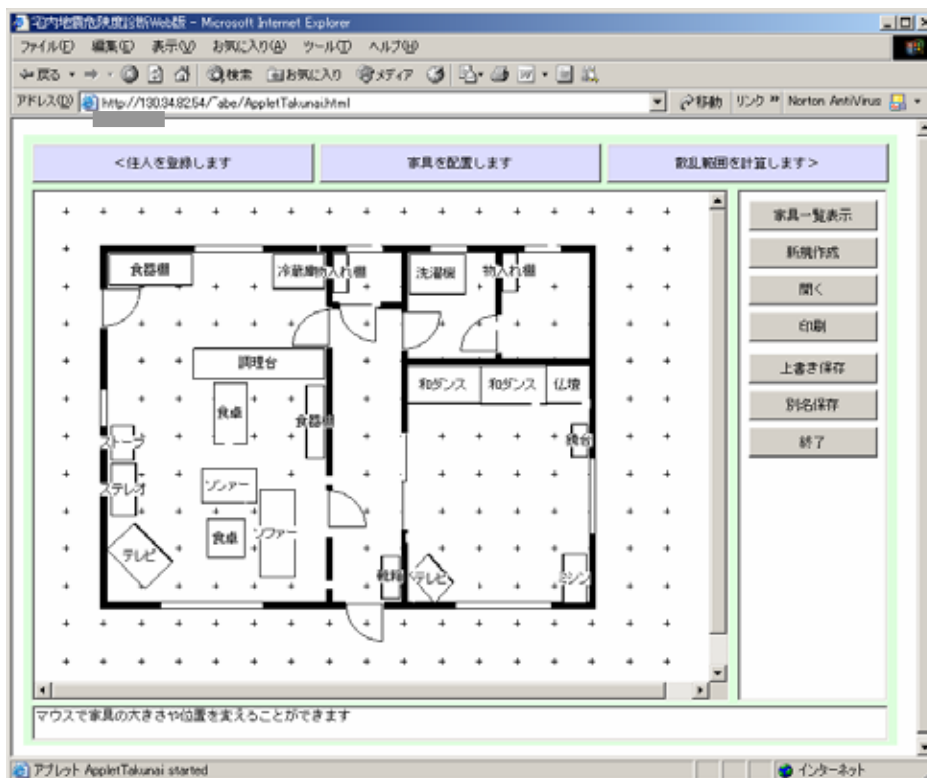 宅内地震危険度診断Web版 - Microsoft Internet Explorer
ファイル(F) 編集(E) 表示(V) お気に入り(A) ツール(T) ヘルプ(H)
戻る 検索 お気に入り メディア
アドレス(D) http://130.34.82.54/~abe/AppletTakunai.html 移動 リンク » Norton AntiVirus
<住人を登録します 家具を配置します 散乱範囲を計算します>
家具一覧表示
新規作成
開く
印刷
上書き保存
別名保存
終了
食器棚 冷蔵庫 物入れ棚 洗濯機 物入れ棚
調理台
和ダンス 和ダンス 仏壇
食卓
食器棚
鏡台
ストーブ
ステレオ
ソファー
ソファー
食卓
テレビ
靴箱
テレビ
ミシン
マウスで家具の大きさや位置を変えることができます
アプレット AppletTakunai started インターネット